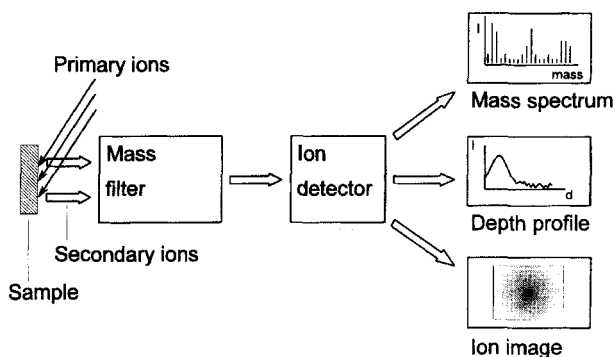 Primary ions
Mass
filter
Ion
detector
Secondary ions
Sample
I
mass
Mass spectrum
I
d
Depth profile
Ion image